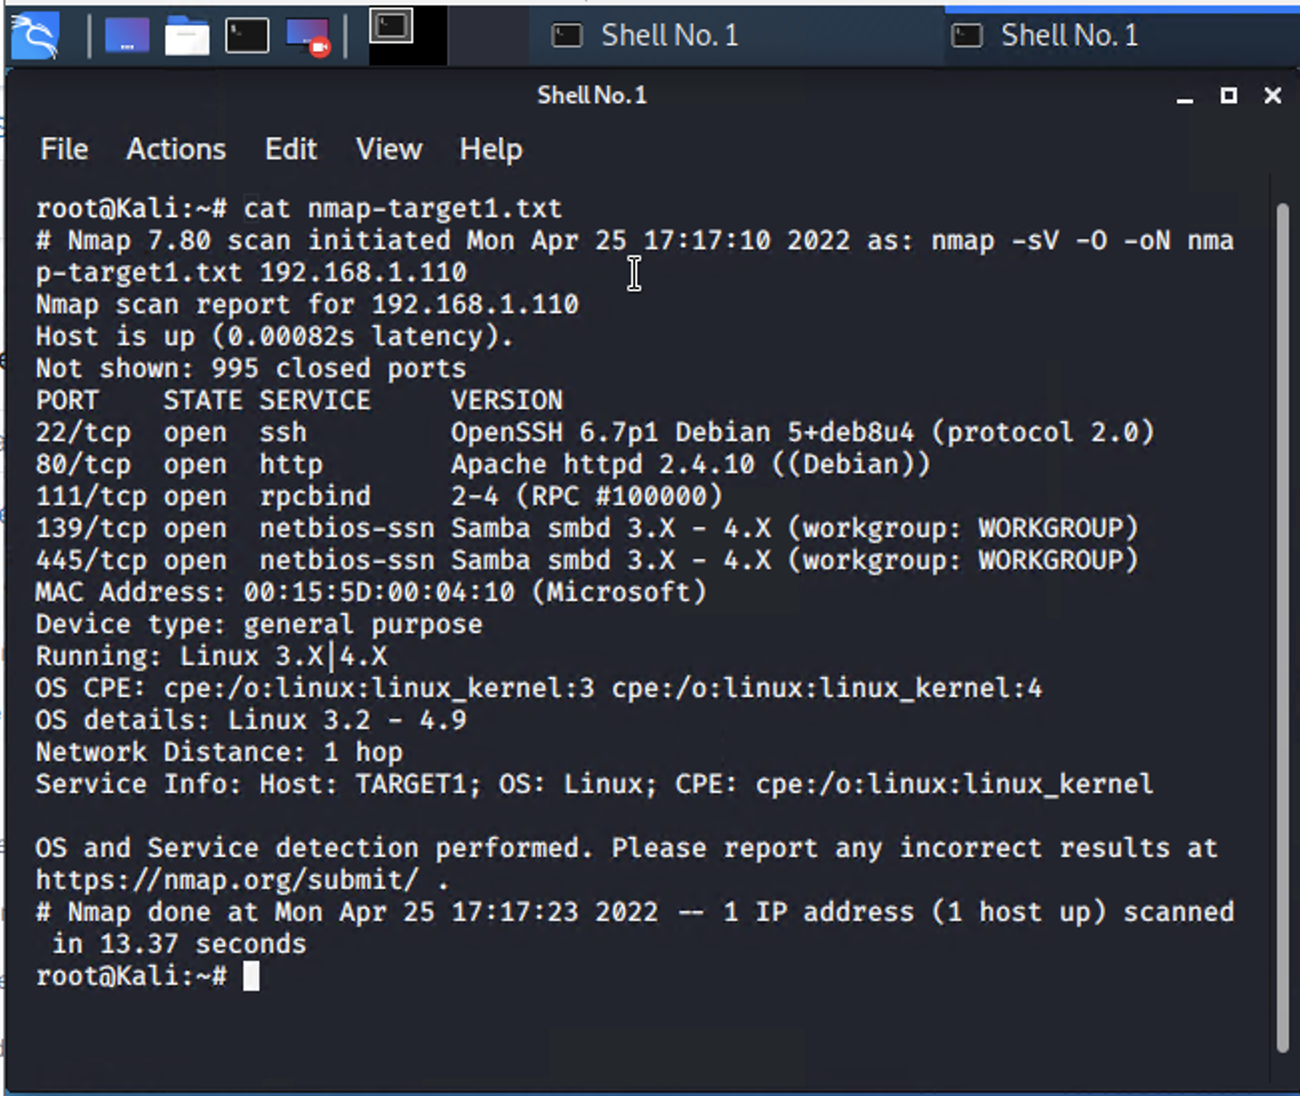 Shell No. 1
Shell No. 1
Shell No. 1
File Actions Edit View Help
root@Kali:~# cat nmap-target1.txt
# Nmap 7.80 scan initiated Mon Apr 25 17:17:10 2022 as: nmap -sV -O -oN nma
p-target1.txt 192.168.1.110
Nmap scan report for 192.168.1.110
Host is up (0.00082s latency).
Not shown: 995 closed ports
PORT    STATE SERVICE     VERSION
22/tcp  open  ssh         OpenSSH 6.7p1 Debian 5+deb8u4 (protocol 2.0)
80/tcp  open  http        Apache httpd 2.4.10 ((Debian))
111/tcp open  rpcbind     2-4 (RPC #100000)
139/tcp open  netbios-ssn Samba smbd 3.X - 4.X (workgroup: WORKGROUP)
445/tcp open  netbios-ssn Samba smbd 3.X - 4.X (workgroup: WORKGROUP)
MAC Address: 00:15:5D:00:04:10 (Microsoft)
Device type: general purpose
Running: Linux 3.X|4.X
OS CPE: cpe:/o:linux:linux_kernel:3 cpe:/o:linux:linux_kernel:4
OS details: Linux 3.2 - 4.9
Network Distance: 1 hop
Service Info: Host: TARGET1; OS: Linux; CPE: cpe:/o:linux:linux_kernel
OS and Service detection performed. Please report any incorrect results at
https://nmap.org/submit/ .
# Nmap done at Mon Apr 25 17:17:23 2022 -- 1 IP address (1 host up) scanned
 in 13.37 seconds
root@Kali:~#